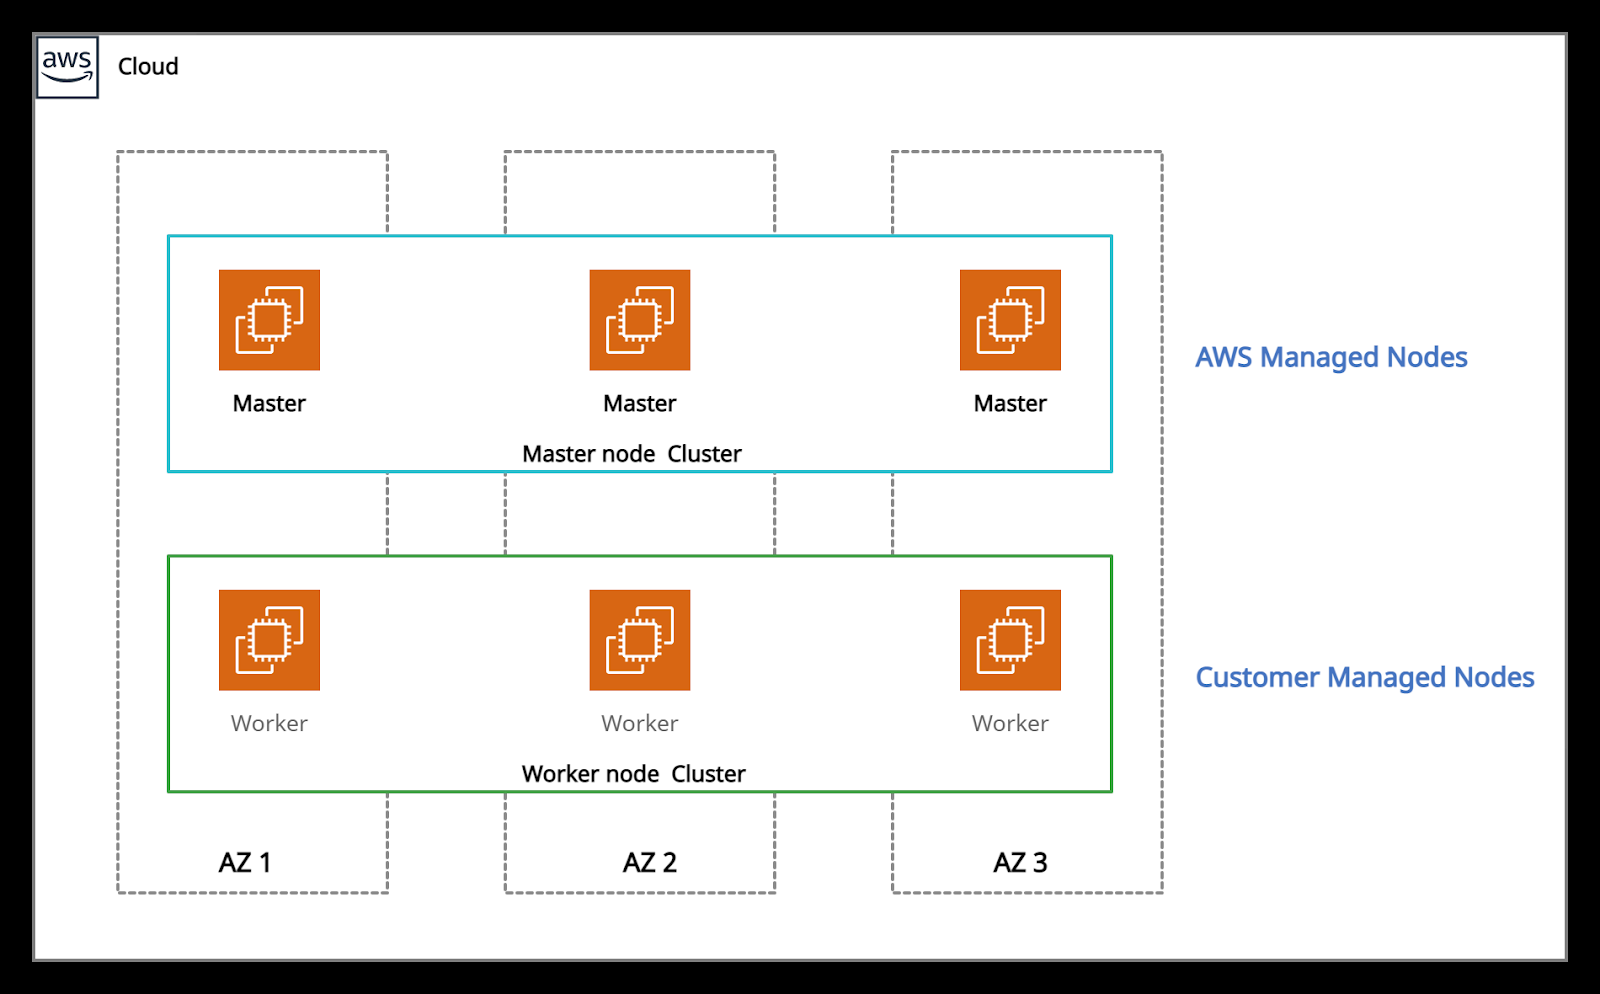 aws
Cloud
Master
Master
Master
Master node Cluster
AWS Managed Nodes
Worker
Worker
Worker
Worker node Cluster
Customer Managed Nodes
AZ 1
AZ 2
AZ 3